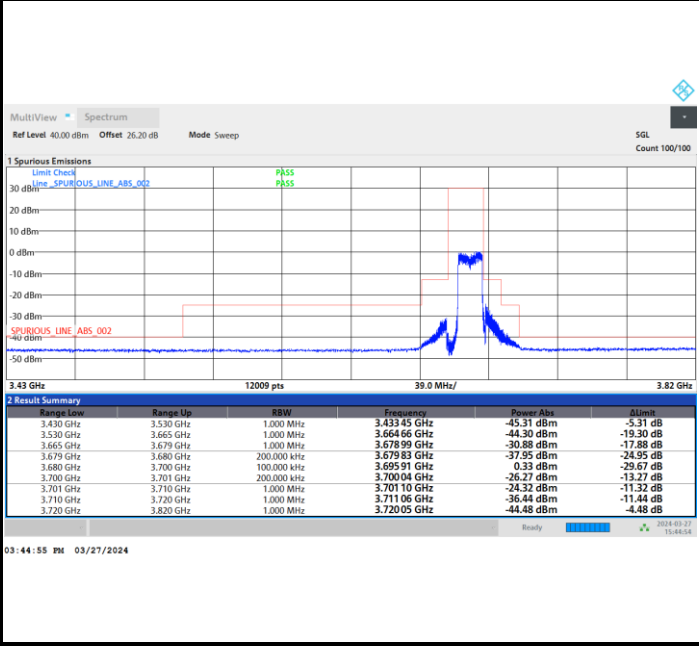 MultiView Spectrum
Ref Level 40.00 dBm Offset 26.20 dB Mode Sweep SGL
Count 100/100
1 Spurious Emissions
Limit Check PASS
Line _SPURIOUS_LINE_ABS_002 PASS
30 dBm
20 dBm
10 dBm
0 dBm
-10 dBm
-20 dBm
-30 dBm
_SPURIOUS_LINE_ABS_002
-40 dBm
-50 dBm
3.43 GHz 12009 pts 39.0 MHz/ 3.82 GHz
2 Result Summary
Range Low Range Up RBW Frequency Power Abs ΔLimit
3.430 GHz 3.530 GHz 1.000 MHz 3.433 45 GHz -45.31 dBm -5.31 dB
3.530 GHz 3.665 GHz 1.000 MHz 3.664 66 GHz -44.30 dBm -19.30 dB
3.665 GHz 3.679 GHz 1.000 MHz 3.678 99 GHz -30.88 dBm -17.88 dB
3.679 GHz 3.680 GHz 200.000 kHz 3.679 83 GHz -37.95 dBm -24.95 dB
3.680 GHz 3.700 GHz 100.000 kHz 3.695 91 GHz 0.33 dBm -29.67 dB
3.700 GHz 3.701 GHz 200.000 kHz 3.700 04 GHz -26.27 dBm -13.27 dB
3.701 GHz 3.710 GHz 1.000 MHz 3.701 10 GHz -24.32 dBm -11.32 dB
3.710 GHz 3.720 GHz 1.000 MHz 3.711 06 GHz -36.44 dBm -11.44 dB
3.720 GHz 3.820 GHz 1.000 MHz 3.720 05 GHz -44.48 dBm -4.48 dB
Ready 2024-03-27
15:44:54
03:44:55 PM 03/27/2024